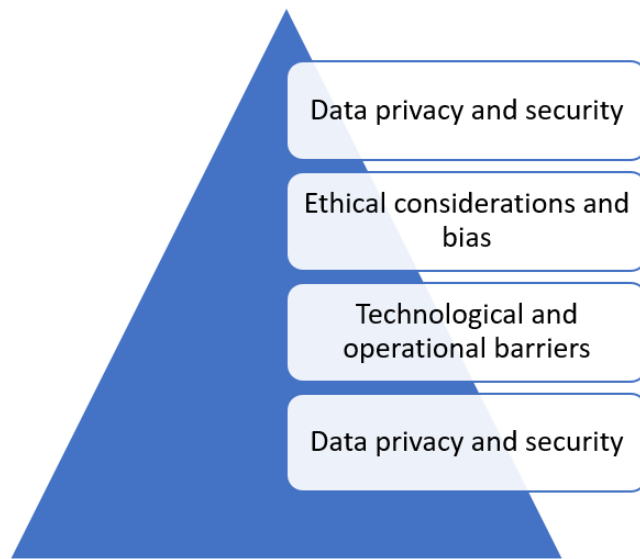 Data privacy and security
Ethical considerations and
bias
Technological and
operational barriers
Data privacy and security